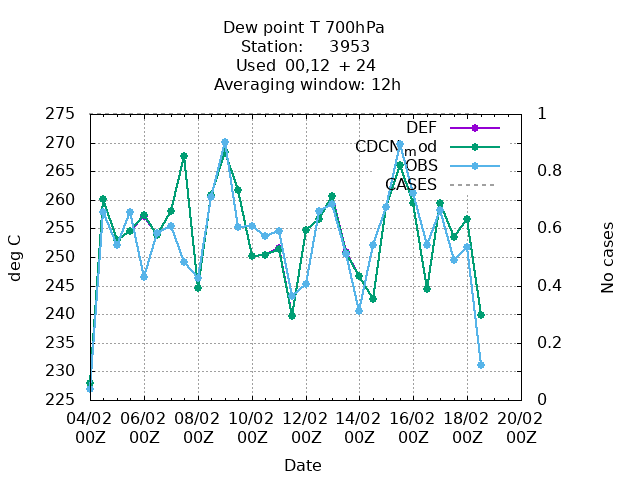 Dew point T 700hPa
Station: 3953
Used 00,12 + 24
Averaging window: 12h
275
270
265
260
255
250
245
240
235
230
225
1
0.8
0.6
0.4
0.2
0
DEF
CDCN_mod
OBS
CASES
deg C
No cases
04/02 06/02 08/02 10/02 12/02 14/02 16/02 18/02 20/02
00Z 00Z 00Z 00Z 00Z 00Z 00Z 00Z 00Z
Date